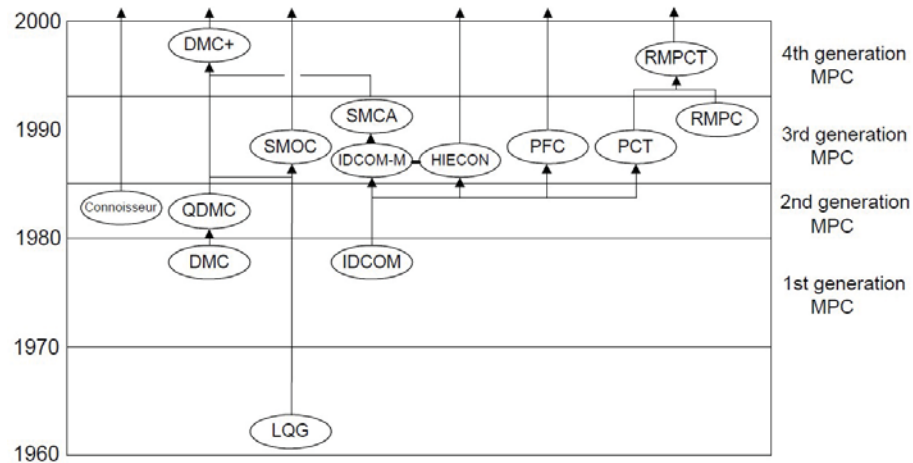 2000
DMC+
RMPCT
4th generation
MPC
1990
SMCA
RMPC
SMOC
IDCOM-M
HIECON
PFC
PCT
3rd generation
MPC
Connoisseur
QDMC
2nd generation
MPC
1980
DMC
IDCOM
1st generation
MPC
1970
LQG
1960